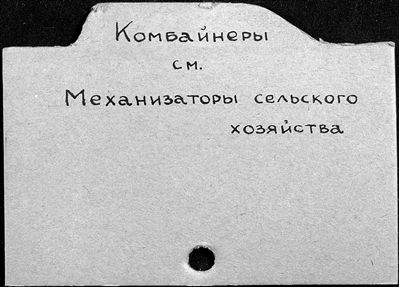 Комбайнеры
см.
Механизаторы сельского
хозяйства